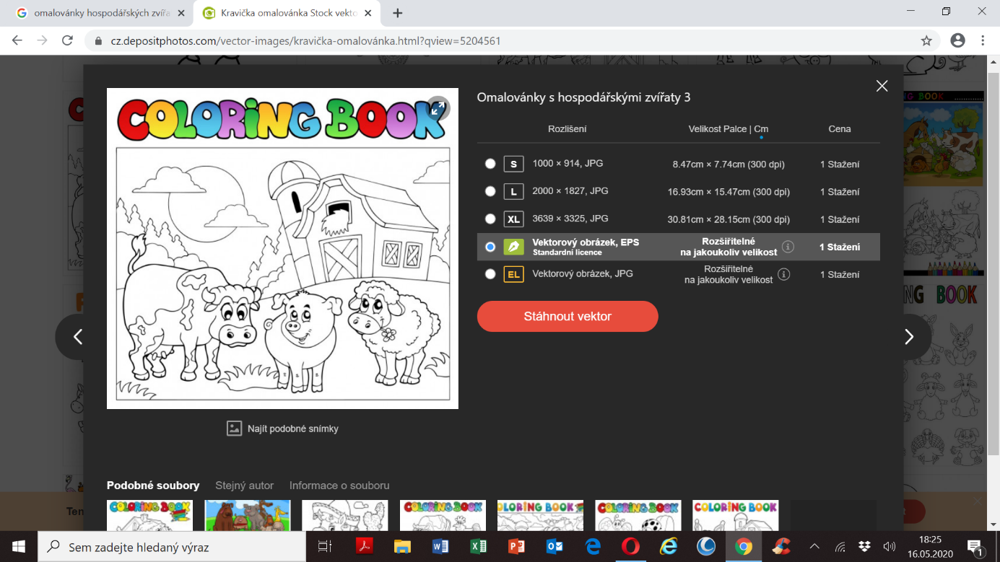 omalovánky hospodářských zvířa
Kravička omalovánka Stock vekto
cz.depositphotos.com/vector-images/kravička-omalovánka.html?qview=5204561
COLORING BOOK
Omalovánky s hospodářskými zvířaty 3
Rozlišení
Velikost Palce | Cm
Cena
S 1000 × 914, JPG 8.47cm × 7.74cm (300 dpi) 1 Stažení
L 2000 × 1827, JPG 16.93cm × 15.47cm (300 dpi) 1 Stažení
XL 3639 × 3325, JPG 30.81cm × 28.15cm (300 dpi) 1 Stažení
Vektorový obrázek, EPS
Standardní licence
Rozšiřitelné
na jakoukoliv velikost
1 Stažení
EL Vektorový obrázek, JPG
Rozšiřitelné
na jakoukoliv velikost
1 Stažení
Stáhnout vektor
Najít podobné snímky
Podobné soubory
Stejný autor
Informace o souboru
COLORING BOOK
COLORING BOOK
OLORING BOOK
COLORING BOOK
COLORING BOOK
NG BOOK
NG BOOK
Ten
Sem zadejte hledaný výraz
18:25
16.05.2020
1